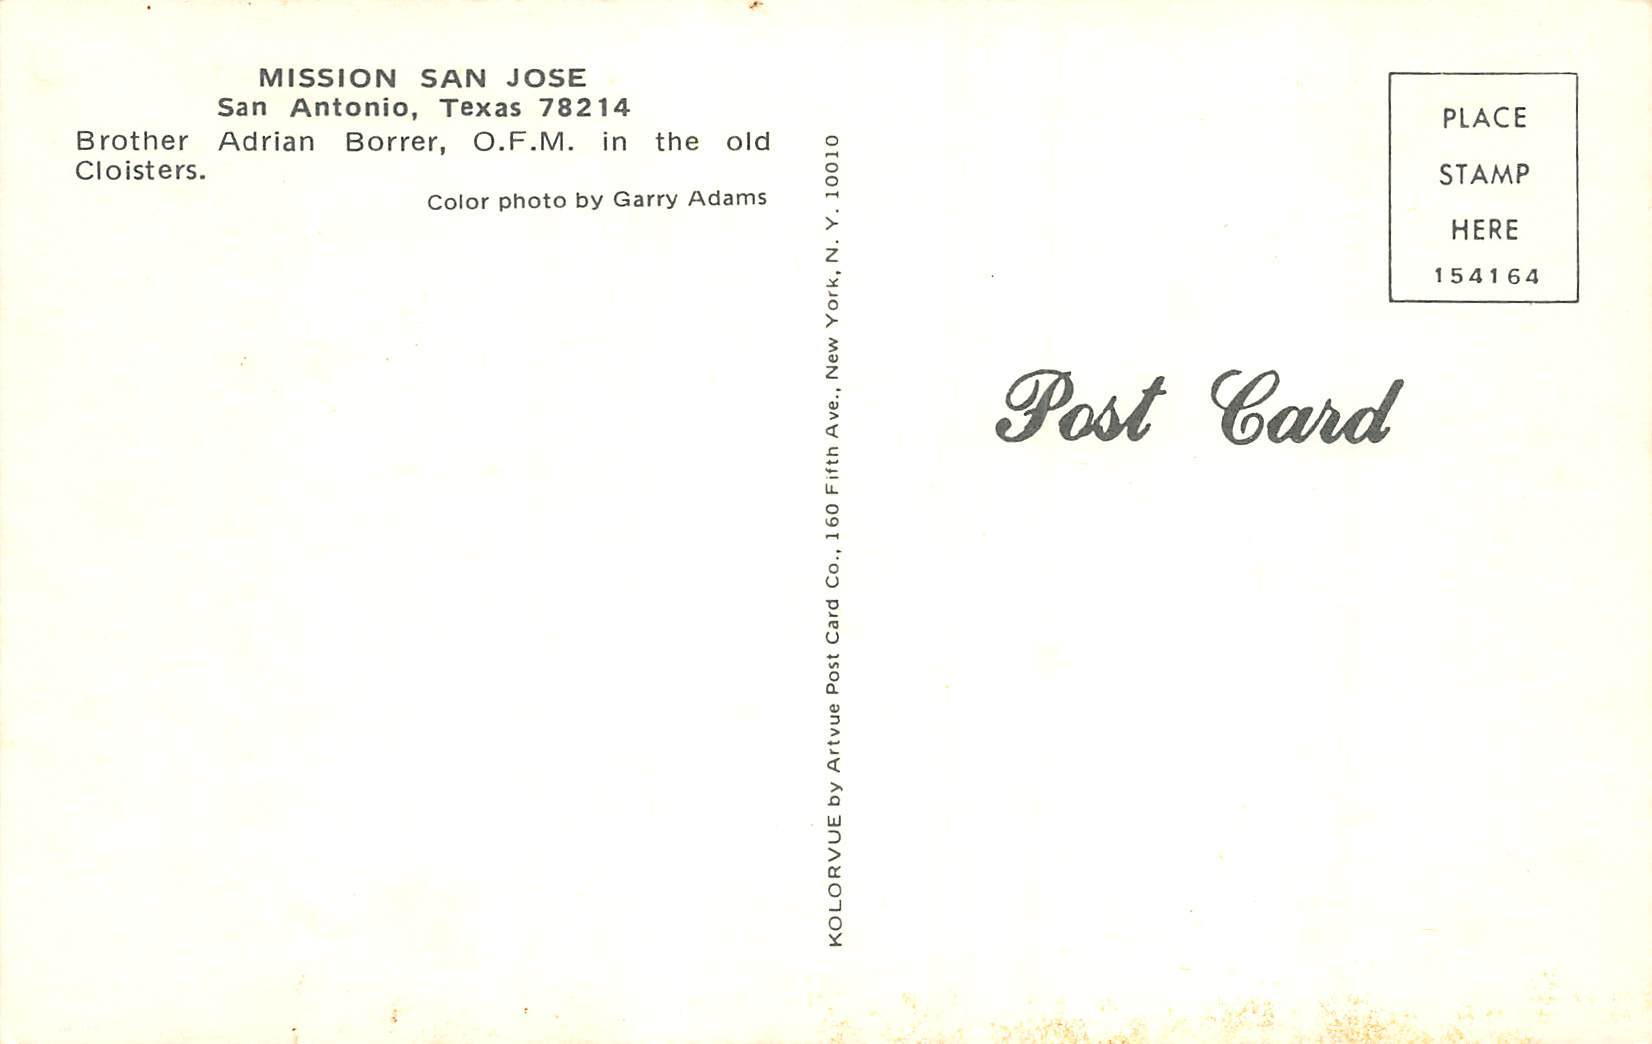 MISSION SAN JOSE
San Antonio, Texas 78214
Brother Adrian Borrer, O.F.M. in the old
Cloisters.
Color photo by Garry Adams
KOLORVUE by Artvue Post Card Co., 160 Fifth Ave., New York, N. Y. 10010
PLACE
STAMP
HERE
154164
Post Card